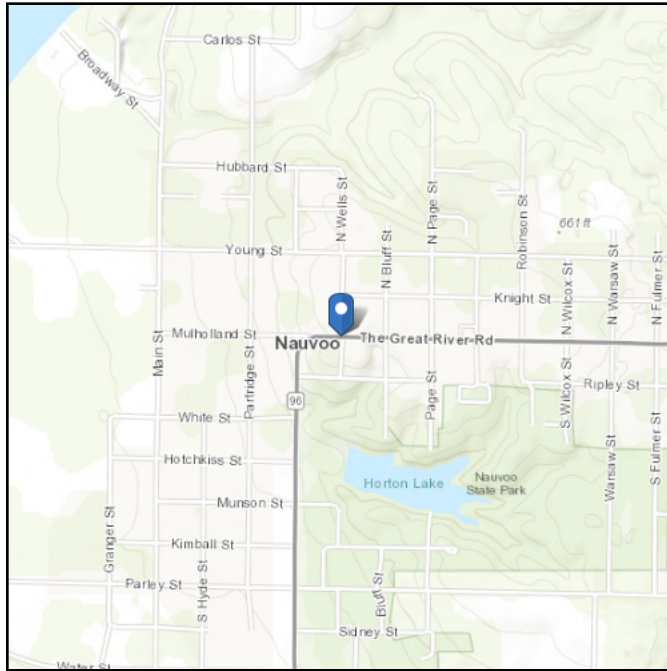 Carlos St
Broadway St
Hubbard St
N Wells St
N Page St
Robinson St
661 ft
Young St
N Bluff St
N Wilcox St
N Warsaw St
N Fulmer St
Knight St
Mulholland St
Nauvoo
The Great River Rd
Main St
Partridge St
Page St
Ripley St
96
White St
S Wilcox St
Hotchkiss St
Horton Lake
Nauvoo
State Park
Warsaw St
S Fulmer St
Munson St
Granger St
Kimball St
S Hyde St
Parley St
Bluff St
Sidney St
Water St